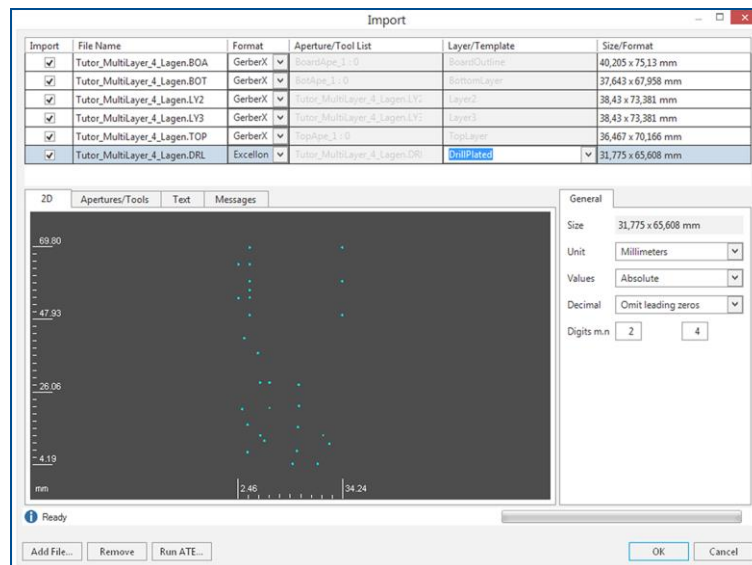 Import
Import File Name Format Aperture/Tool List Layer/Template Size/Format
Tutor_MultiLayer_4_Lagen.BOA GerberX BoardApe_1 : 0 BoardOutline 40,205 x 75,13 mm
Tutor_MultiLayer_4_Lagen.BOT GerberX BotApe_1 : 0 BottomLayer 37,643 x 67,958 mm
Tutor_MultiLayer_4_Lagen.LY2 GerberX Tutor_MultiLayer_4_Lagen.LY2 Layer2 38,43 x 73,381 mm
Tutor_MultiLayer_4_Lagen.LY3 GerberX Tutor_MultiLayer_4_Lagen.LY3 Layer3 38,43 x 73,381 mm
Tutor_MultiLayer_4_Lagen.TOP GerberX TopApe_1 : 0 TopLayer 36,467 x 70,166 mm
Tutor_MultiLayer_4_Lagen.DRL Excellon Tutor_MultiLayer_4_Lagen.DRl DrillPlated 31,775 x 65,608 mm
2D Apertures/Tools Text Messages
69.80
47.93
26.06
4.19
mm 2.46 34.24
General
Size 31,775 x 65,608 mm
Unit Millimeters
Values Absolute
Decimal Omit leading zeros
Digits m.n 2 4
Ready
Add File... Remove Run ATE... OK Cancel